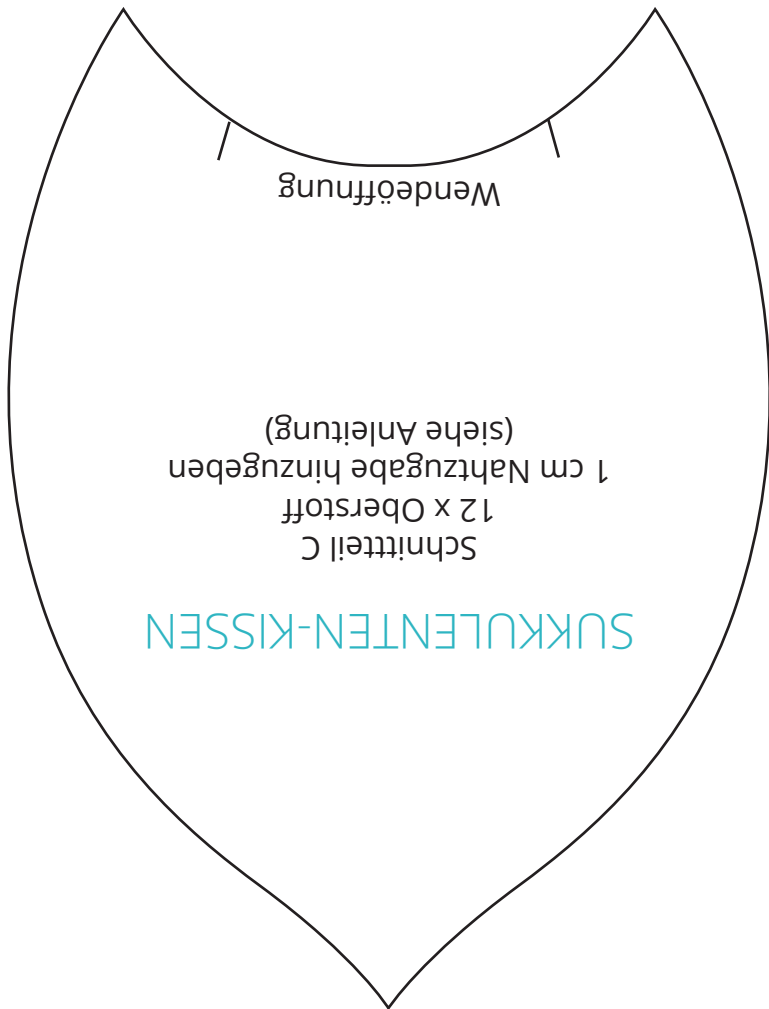 SUKKULENTEN-KISSEN
Schnittteil C
12 x Oberstoff
1 cm Nahtzugabe hinzugeben
(siehe Anleitung)
Wendeöffnung